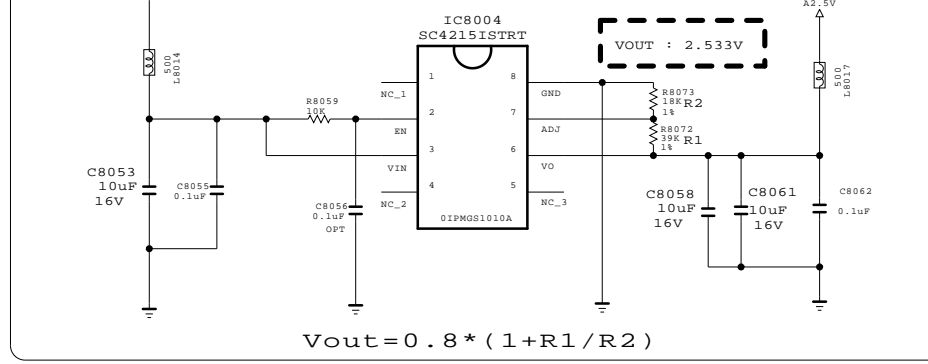 A2.5V
IC8004
SC4215ISTRT
VOUT : 2.533V
500
L8014
500
L8017
1
NC_1
8
GND
R8073
18K R2
1%
R8059
10K
2
EN
7
ADJ
R8072
39K R1
1%
3
VIN
6
VO
C8053
10uF
16V
C8055
0.1uF
4
NC_2
5
NC_3
C8056
0.1uF
OPT
0IPMGS1010A
C8058
10uF
16V
C8061
10uF
16V
C8062
0.1uF
Vout=0.8*(1+R1/R2)